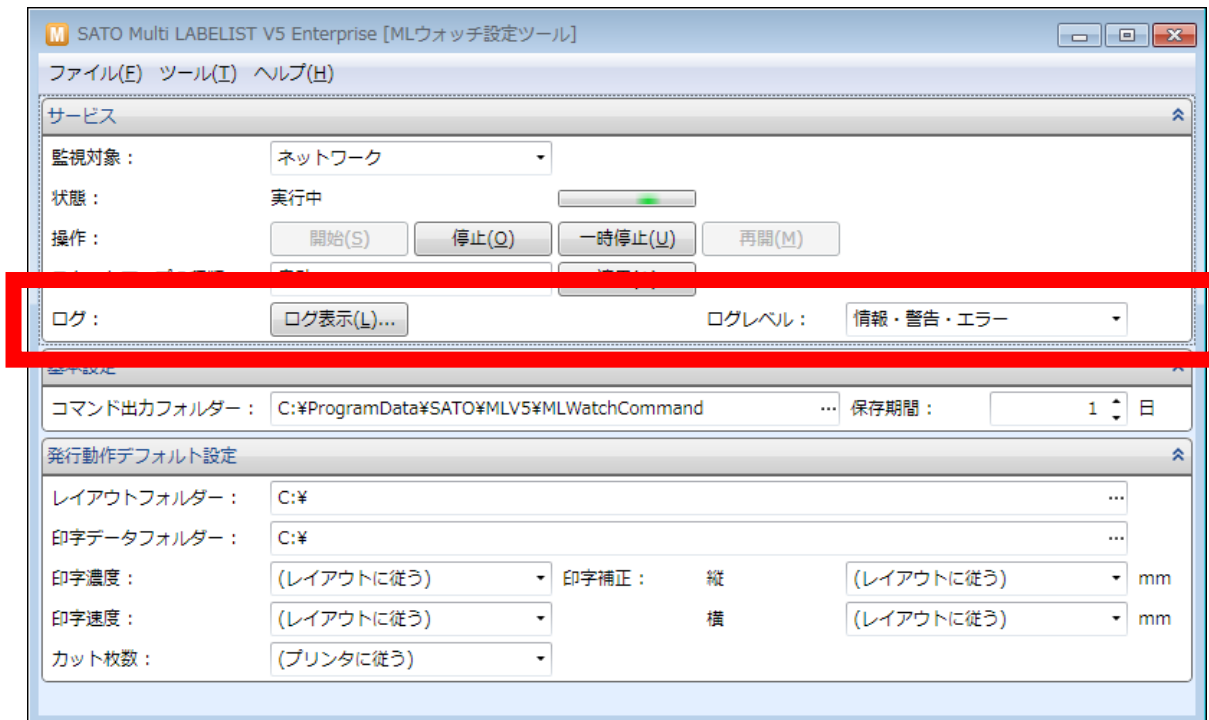 SATO Multi LABELIST V5 Enterprise [MLウォッチ設定ツール]
ファイル(F) ツール(T) ヘルプ(H)
サービス
監視対象： ネットワーク
状態： 実行中
操作： 開始(S) 停止(O) 一時停止(U) 再開(M)
ログ： ログ表示(L)... ログレベル： 情報・警告・エラー
基本設定
コマンド出力フォルダー： C:¥ProgramData¥SATO¥MLV5¥MLWatchCommand ... 保存期間： 1 日
発行動作デフォルト設定
レイアウトフォルダー： C:¥ ...
印字データフォルダー： C:¥ ...
印字濃度： (レイアウトに従う) 印字補正： 縦 (レイアウトに従う) mm
印字速度： (レイアウトに従う) 横 (レイアウトに従う) mm
カット枚数： (プリンタに従う)